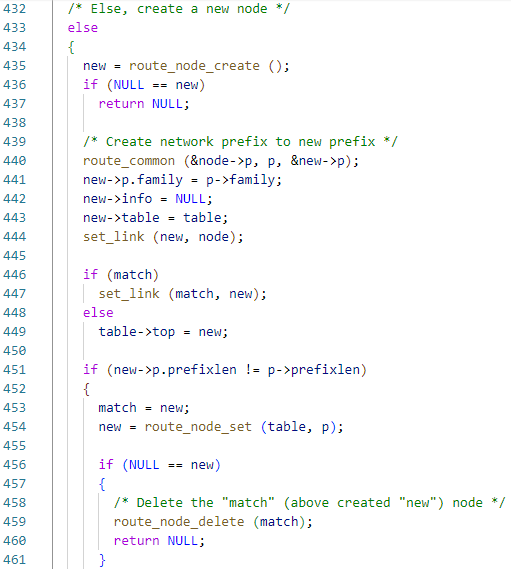 432 /* Else, create a new node */
433 else
434 {
435 new = route_node_create ();
436 if (NULL == new)
437 return NULL;
438
439 /* Create network prefix to new prefix */
440 route_common (&node->p, p, &new->p);
441 new->p.family = p->family;
442 new->info = NULL;
443 new->table = table;
444 set_link (new, node);
445
446 if (match)
447 set_link (match, new);
448 else
449 table->top = new;
450
451 if (new->p.prefixlen != p->prefixlen)
452 {
453 match = new;
454 new = route_node_set (table, p);
455
456 if (NULL == new)
457 {
458 /* Delete the "match" (above created "new") node */
459 route_node_delete (match);
460 return NULL;
461 }